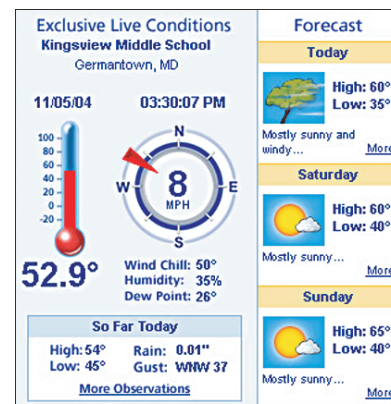 Exclusive Live Conditions
Kingsview Middle School
Germantown, MD
11/05/04 03:30:07 PM
100
80
60
40
20
0
-20
N
W
E
S
8
MPH
52.9°
Wind Chill: 50°
Humidity: 35%
Dew Point: 26°
So Far Today
High: 54° Rain: 0.01"
Low: 45° Gust: WNW 37
More Observations
Forecast
Today
High: 60°
Low: 35°
Mostly sunny and
windy... More
Saturday
High: 60°
Low: 40°
Mostly sunny...
More
Sunday
High: 65°
Low: 40°
Mostly sunny...
More